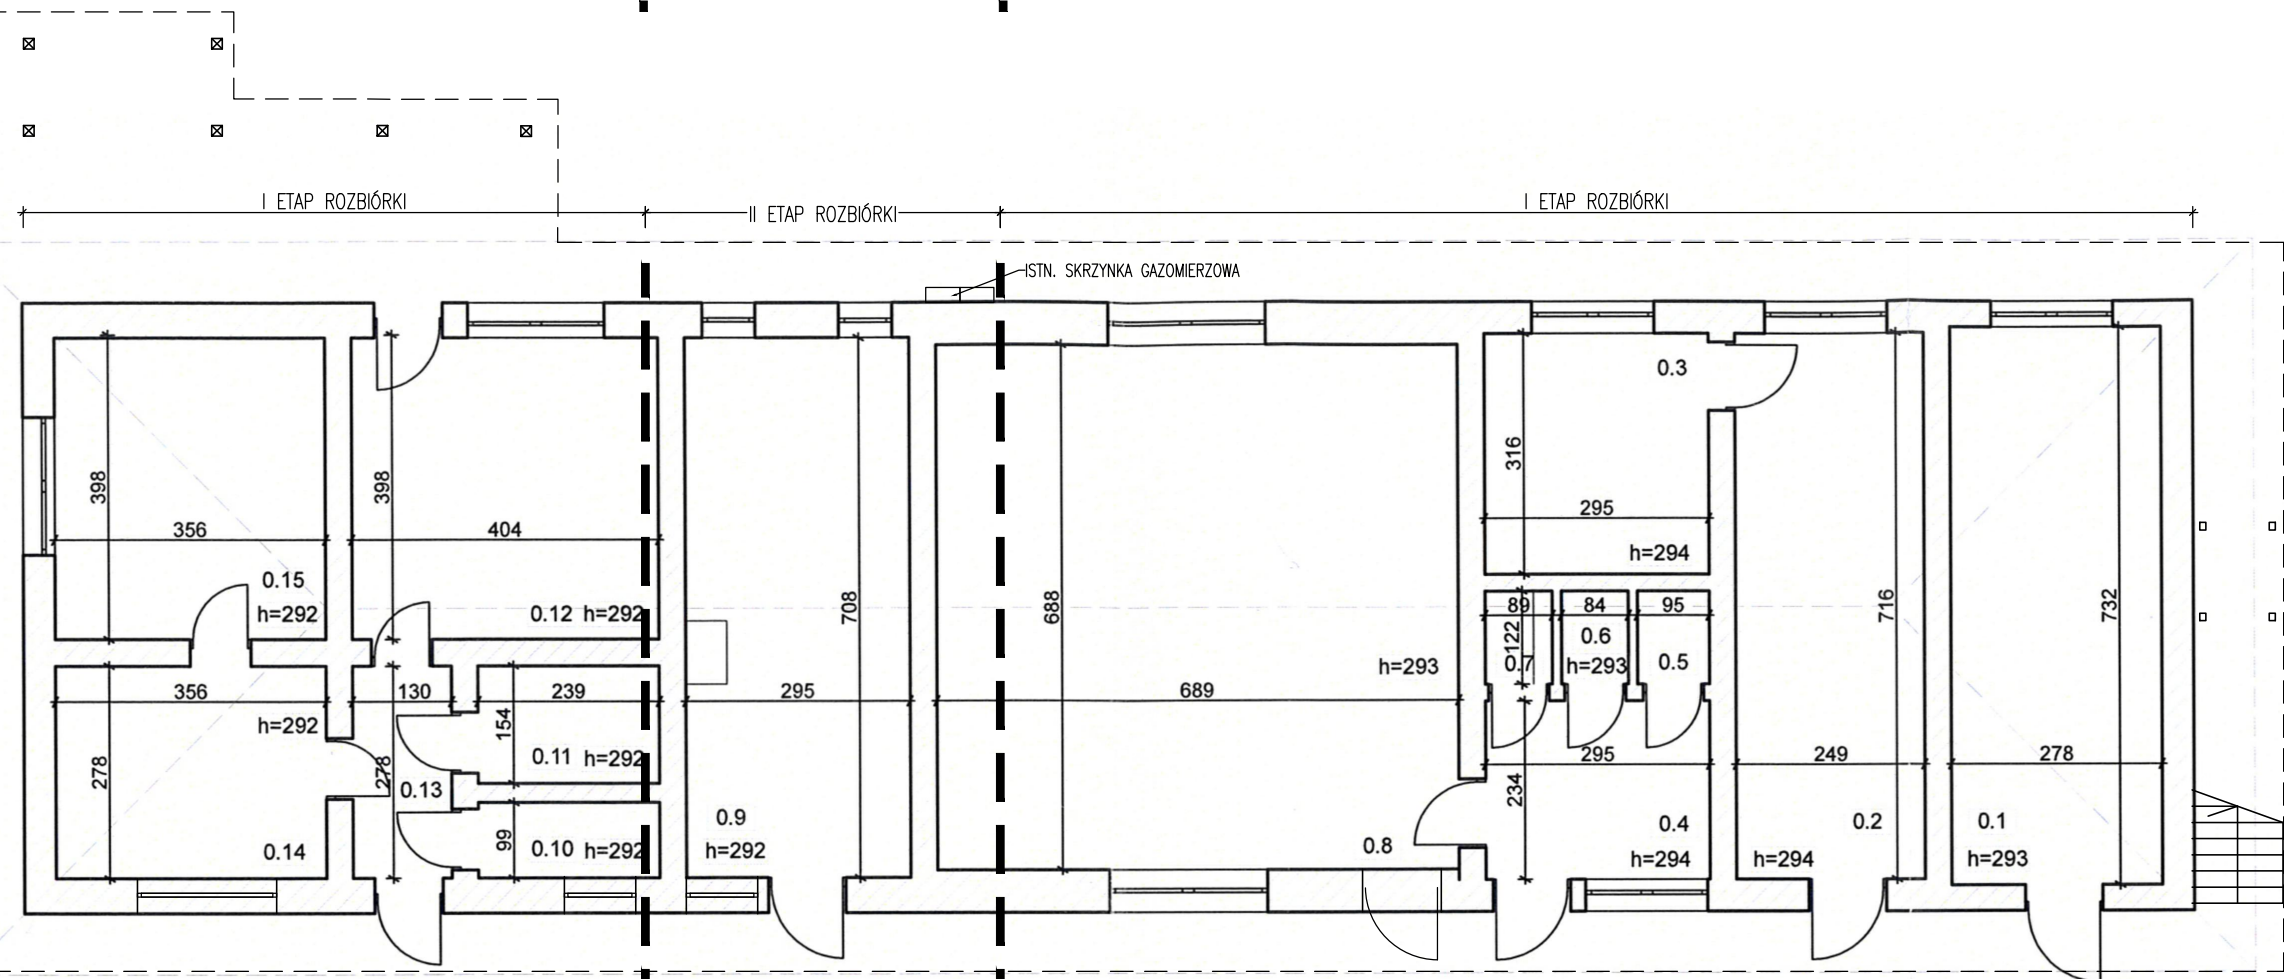 I ETAP ROZBIÓRKI
II ETAP ROZBIÓRKI
I ETAP ROZBIÓRKI
ISTN. SKRZYNKA GAZOMIERZOWA
398
356
0.15
h=292
398
404
0.12 h=292
356
h=292
278
0.14
130
278
0.13
239
154
0.11 h=292
99
0.10 h=292
708
295
0.9
h=292
688
689
h=293
0.8
0.3
316
295
h=294
89
84
95
122
0.7
0.6
h=293
0.5
295
234
0.4
h=294
716
249
0.2
h=294
732
278
0.1
h=293